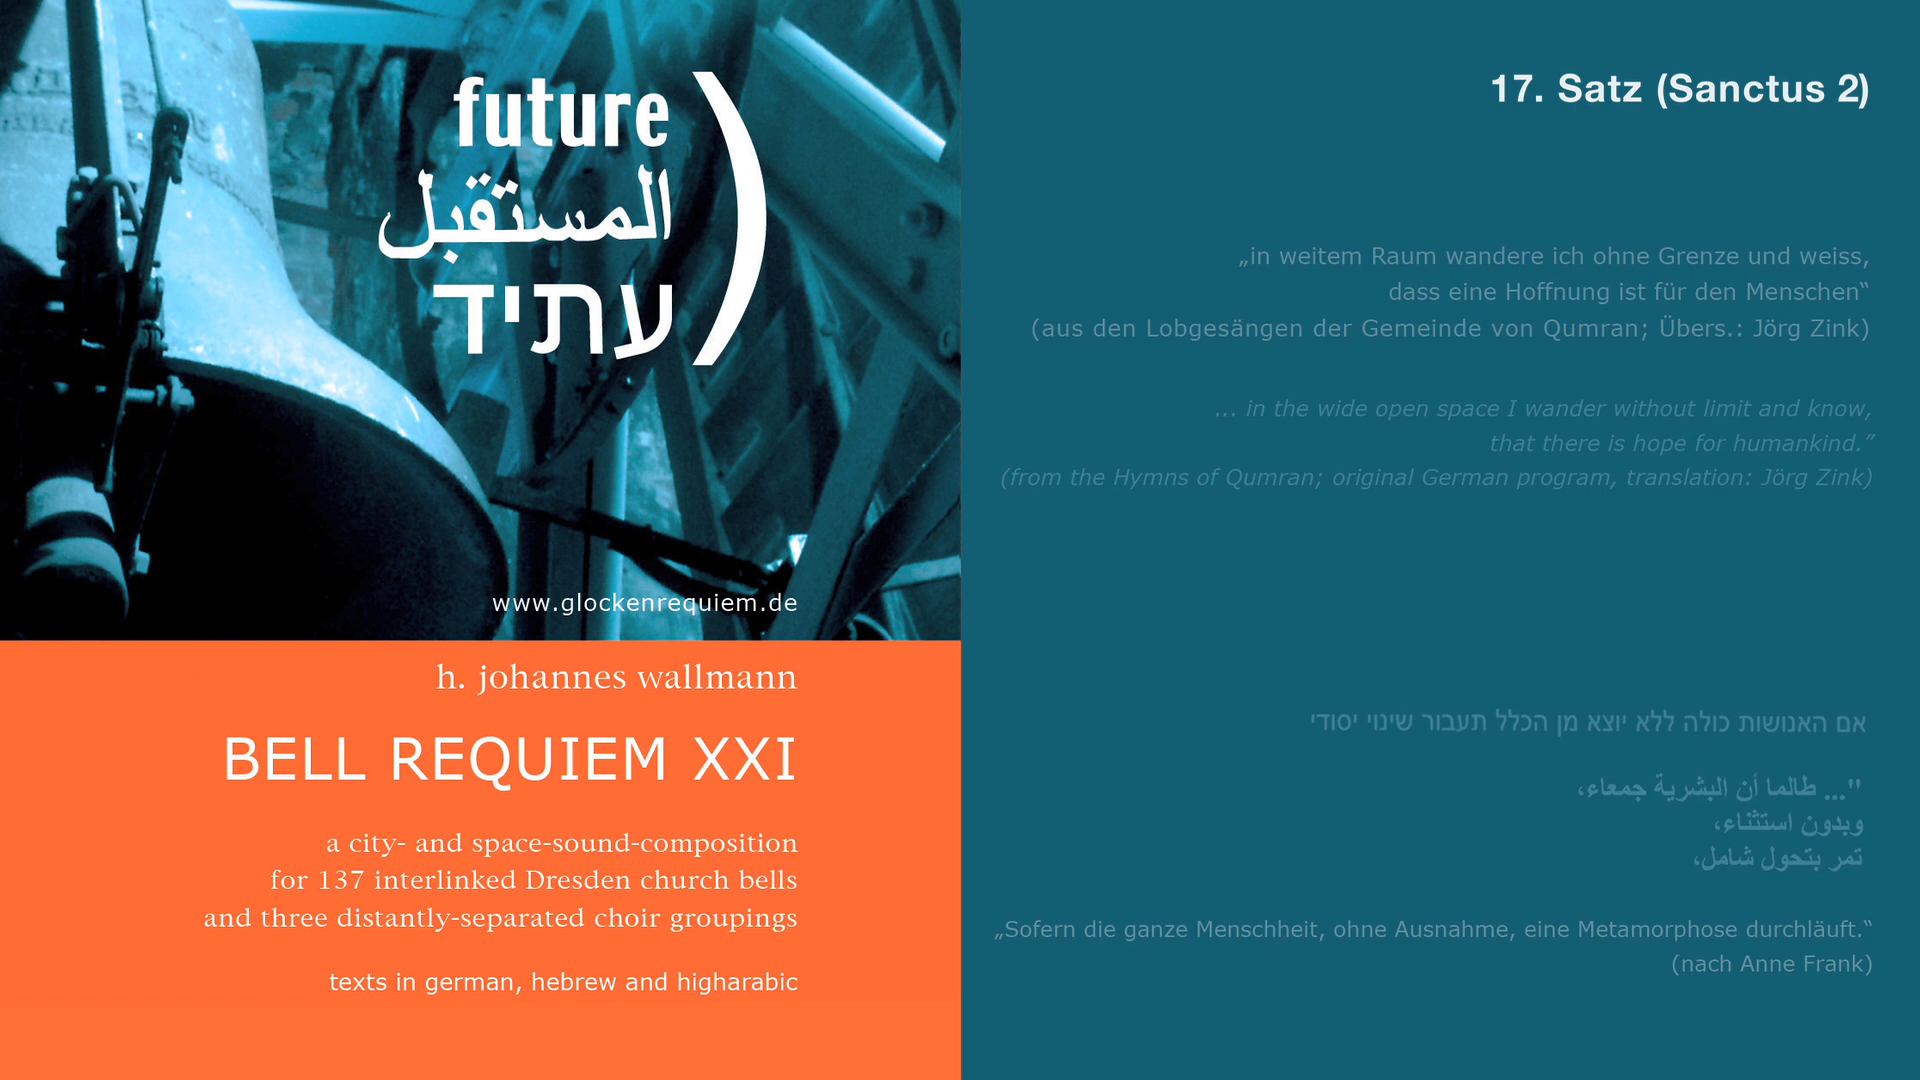 future
المستقبل
עתיד
www.glockenrequiem.de
h. johannes wallmann
BELL REQUIEM XXI
a city- and space-sound-composition
for 137 interlinked Dresden church bells
and three distantly-separated choir groupings
texts in german, hebrew and higharabic
17. Satz (Sanctus 2)
„in weitem Raum wandere ich ohne Grenze und weiss,
dass eine Hoffnung ist für den Menschen“
(aus den Lobgesängen der Gemeinde von Qumran; Übers.: Jörg Zink)
... in the wide open space I wander without limit and know,
that there is hope for humankind.”
(from the Hymns of Qumran; original German program, translation: Jörg Zink)
אם האנושות כולה ללא יוצא מן הכלל תעבור שינוי יסודי
"... طالما أن البشرية جمعاء،
وبدون استثناء،
تمر بتحول شامل،
„Sofern die ganze Menschheit, ohne Ausnahme, eine Metamorphose durchläuft.“
(nach Anne Frank)